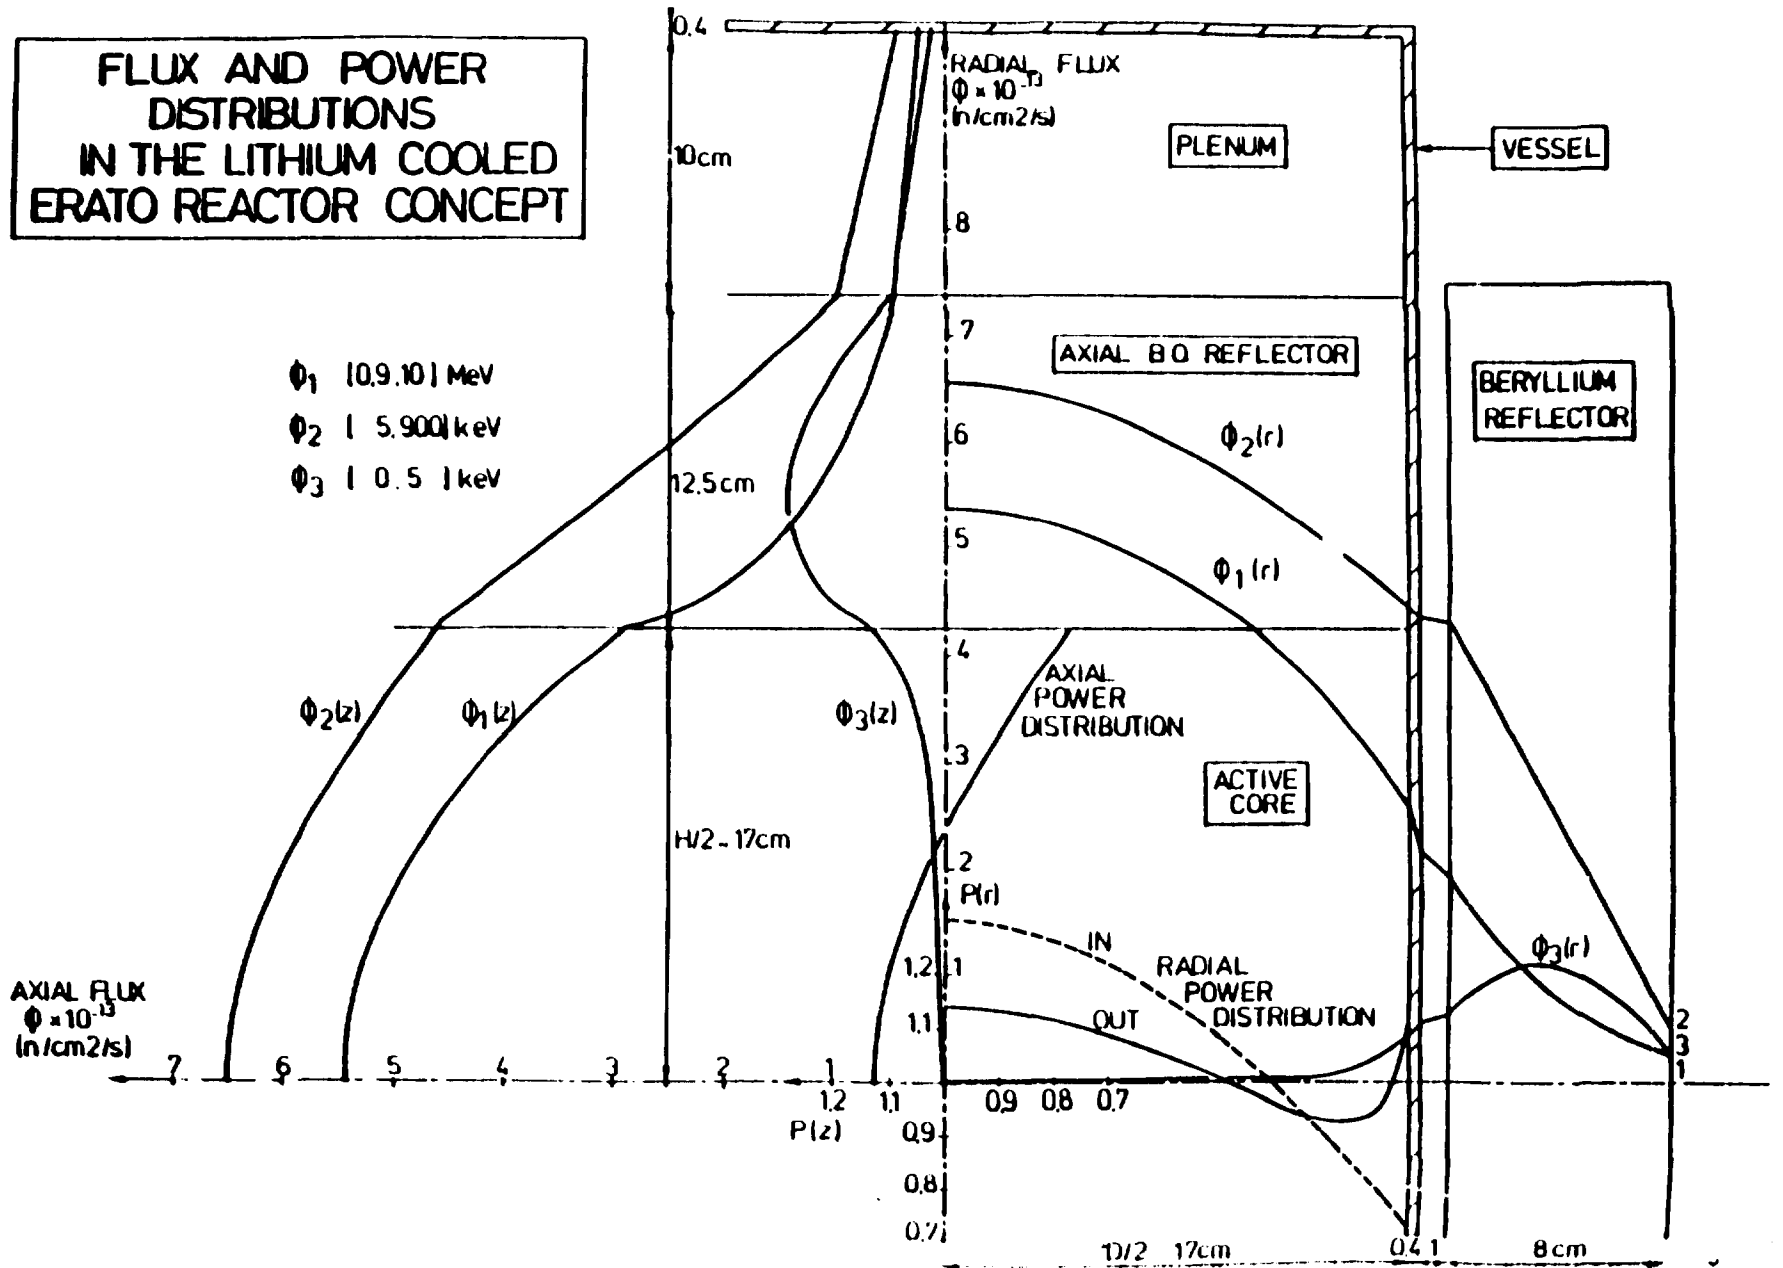 FLUX AND POWER
DISTRIBUTIONS
IN THE LITHIUM COOLED
ERATO REACTOR CONCEPT
0.4
RADIAL FLUX
Φ × 10⁻¹³
(n/cm2/s)
10cm
PLENUM
VESSEL
8
7
AXIAL B O REFLECTOR
BERYLLIUM
REFLECTOR
Φ₁ [0.9.10] MeV
Φ₂ [ 5.900] keV
Φ₃ [ 0.5 ] keV
6
Φ₂(r)
12.5cm
5
Φ₁(r)
4
AXIAL
POWER
DISTRIBUTION
Φ₂(z)
Φ₁(z)
Φ₃(z)
3
ACTIVE
CORE
H/2 - 17cm
2
P(r)
IN
1.2 1
RADIAL
POWER
DISTRIBUTION
Φ₃(r)
AXIAL FLUX
Φ × 10⁻¹³
(n/cm2/s)
1.1
OUT
2
3
1
7 6 5 4 3 2 1
1.2 1.1 0.9 0.8 0.7
P(z)
0.9
0.8
0.7
D/2 17cm
0.4 1
8cm